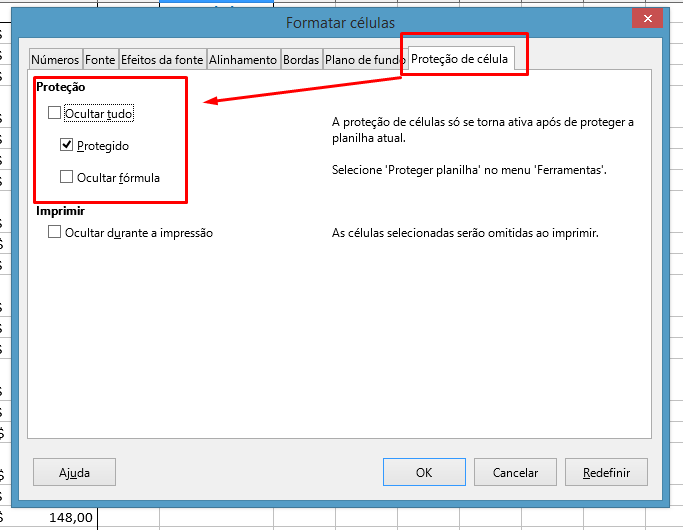 Formatar células
Números Fonte Efeitos da fonte Alinhamento Bordas Plano de fundo Proteção de célula
Proteção
Ocultar tudo
Protegido
Ocultar fórmula
A proteção de células só se torna ativa após de proteger a
planilha atual.
Selecione 'Proteger planilha' no menu 'Ferramentas'.
Imprimir
Ocultar durante a impressão
As células selecionadas serão omitidas ao imprimir.
Ajuda OK Cancelar Redefinir
148,00